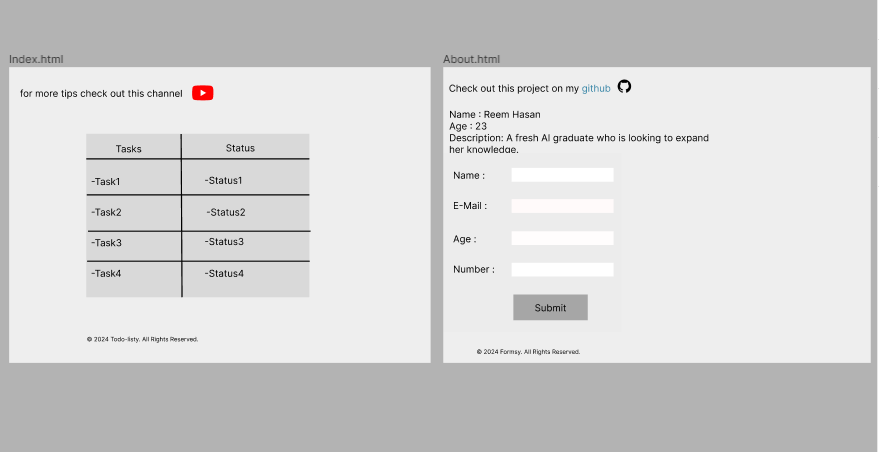 Index.html
for more tips check out this channel
Tasks Status
-Task1 -Status1
-Task2 -Status2
-Task3 -Status3
-Task4 -Status4
© 2024 Todo-listy. All Rights Reserved.
About.html
Check out this project on my github
Name : Reem Hasan
Age : 23
Description: A fresh AI graduate who is looking to expand
her knowledge.
Name :
E-Mail :
Age :
Number :
Submit
© 2024 Formsy. All Rights Reserved.